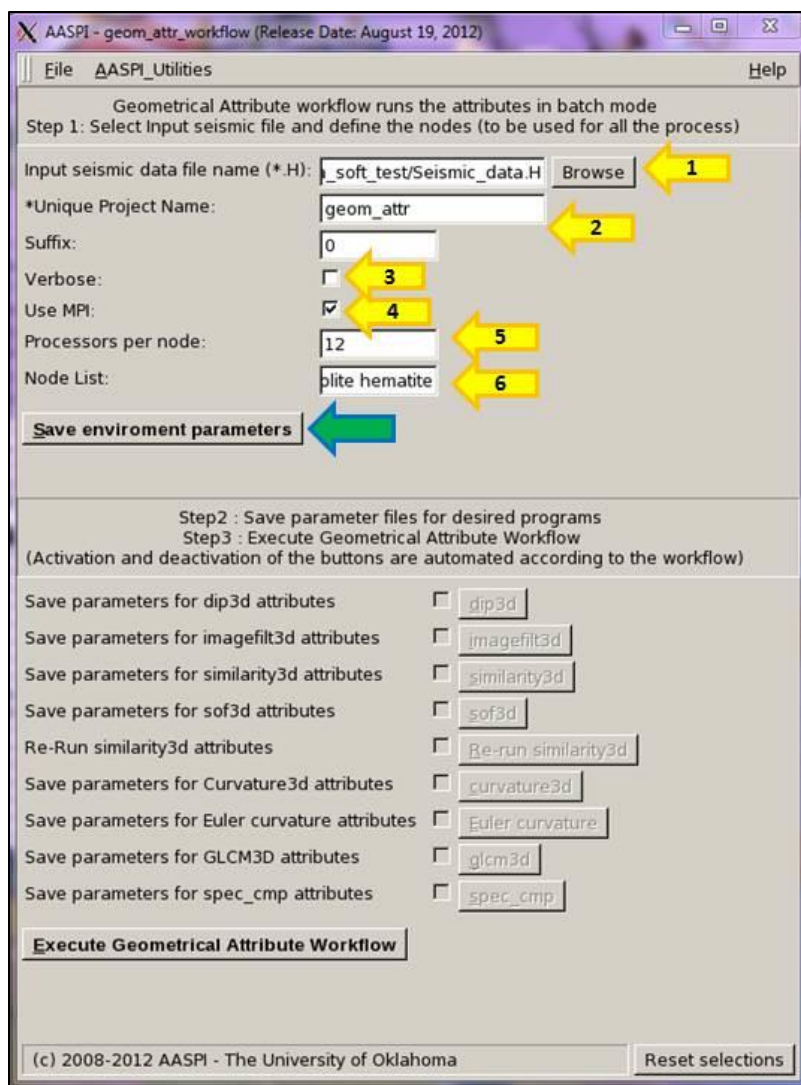 AASPI - geom_attr_workflow (Release Date: August 19, 2012)
File AASPI_Utilities Help
Geometrical Attribute workflow runs the attributes in batch mode
Step 1: Select Input seismic file and define the nodes (to be used for all the process)
Input seismic data file name (*.H): _soft_test/Seismic_data.H Browse 1
*Unique Project Name: geom_attr
2
Suffix: 0
Verbose: 3
Use MPI: 4
Processors per node: 12 5
Node List: olite hematite 6
Save enviroment parameters
Step2 : Save parameter files for desired programs
Step3 : Execute Geometrical Attribute Workflow
(Activation and deactivation of the buttons are automated according to the workflow)
Save parameters for dip3d attributes dip3d
Save parameters for imagefilt3d attributes imagefilt3d
Save parameters for similarity3d attributes similarity3d
Save parameters for sof3d attributes sof3d
Re-Run similarity3d attributes Re-run similarity3d
Save parameters for Curvature3d attributes curvature3d
Save parameters for Euler curvature attributes Euler curvature
Save parameters for GLCM3D attributes glcm3d
Save parameters for spec_cmp attributes spec_cmp
Execute Geometrical Attribute Workflow
(c) 2008-2012 AASPI - The University of Oklahoma Reset selections